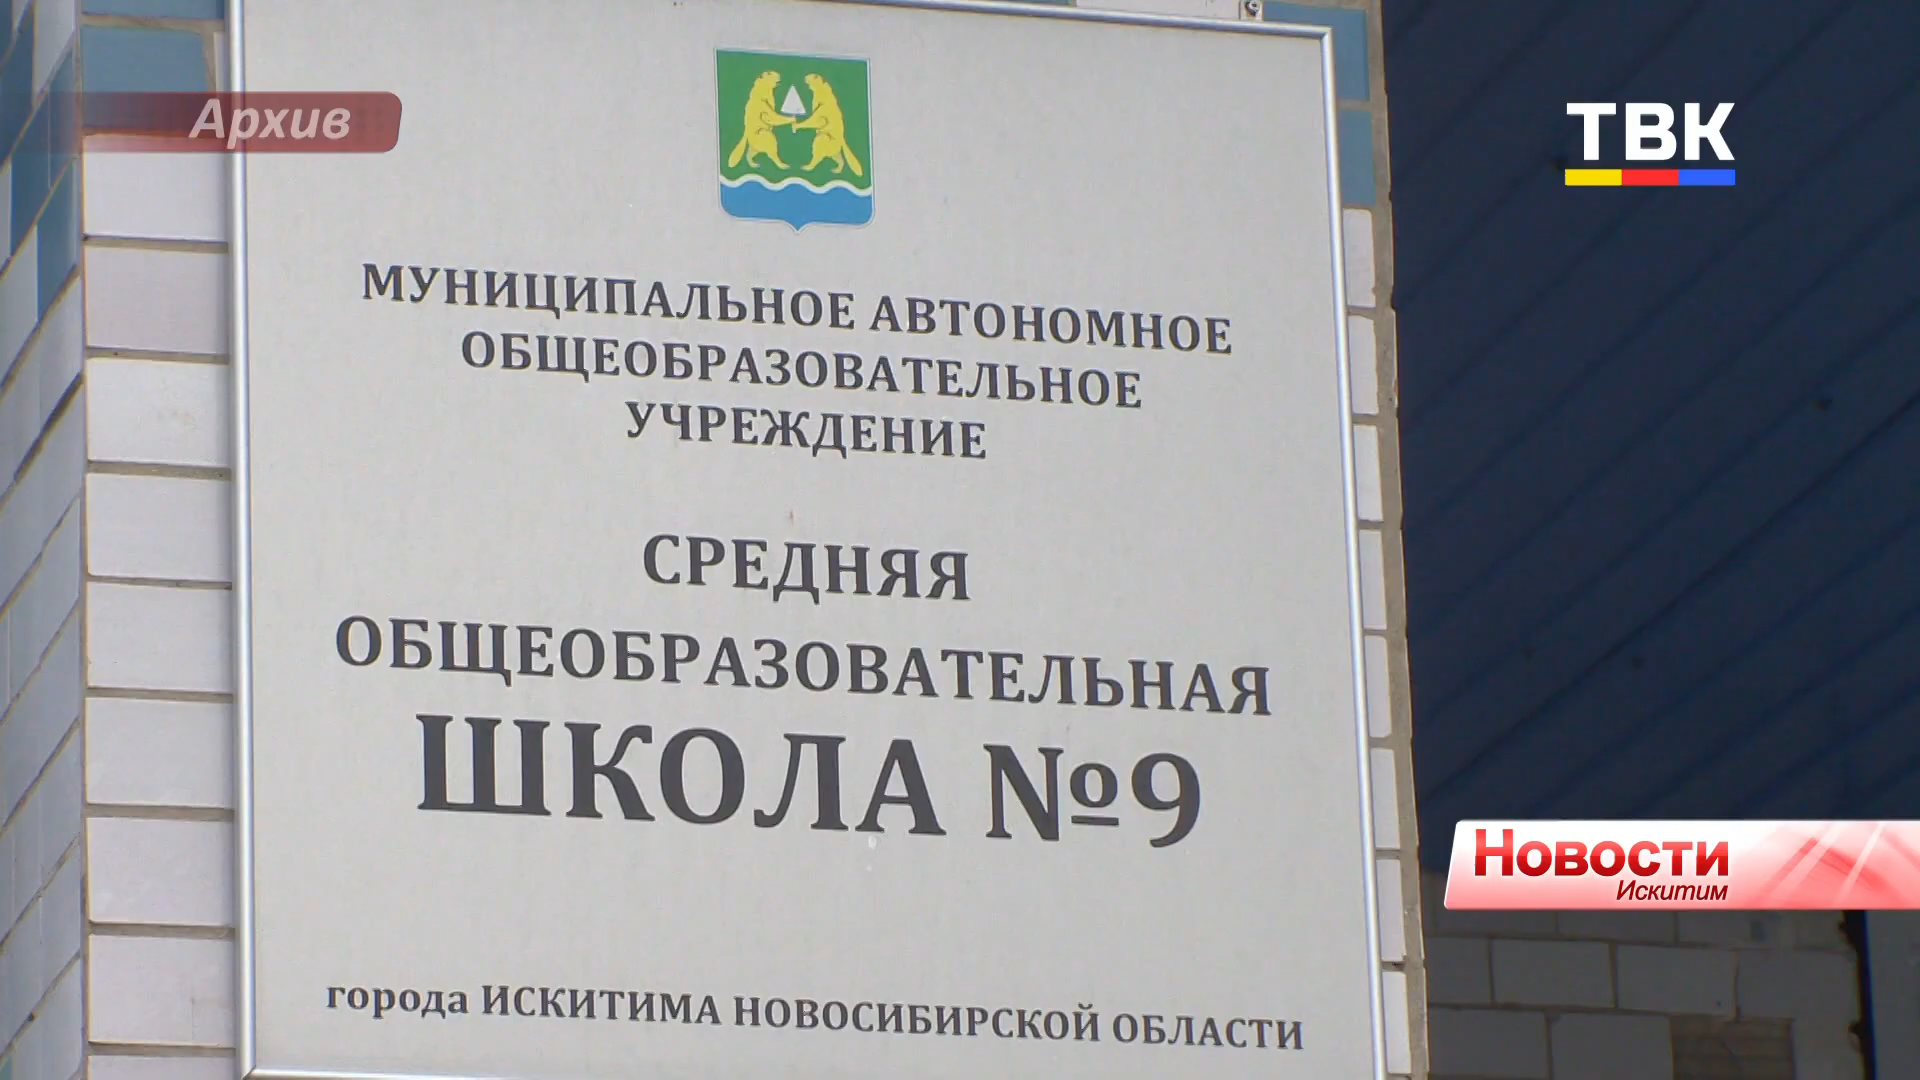 Архив
ТВК
МУНИЦИПАЛЬНОЕ АВТОНОМНОЕ
ОБЩЕОБРАЗОВАТЕЛЬНОЕ
УЧРЕЖДЕНИЕ
СРЕДНЯЯ
ОБЩЕОБРАЗОВАТЕЛЬНАЯ
ШКОЛА №9
города ИСКИТИМА НОВОСИБИРСКОЙ ОБЛАСТИ
НОВОСТИ
Искитим